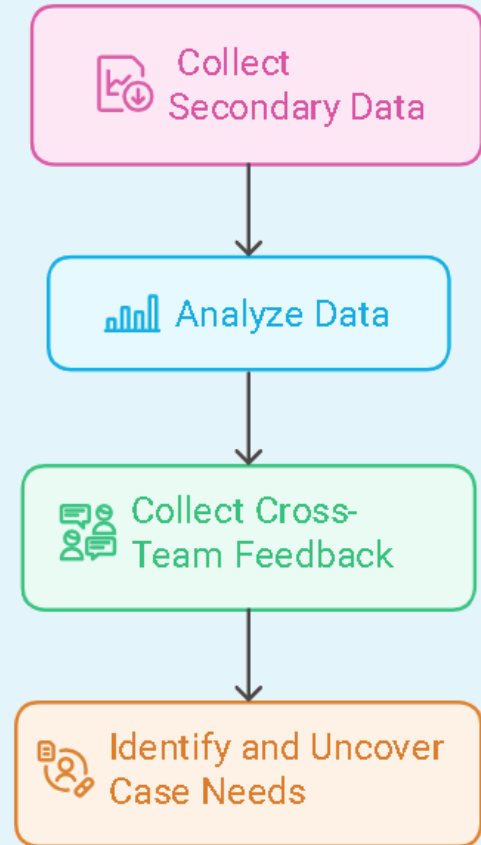 Collect
Secondary Data
Analyze Data
Collect Cross-
Team Feedback
Identify and Uncover
Case Needs